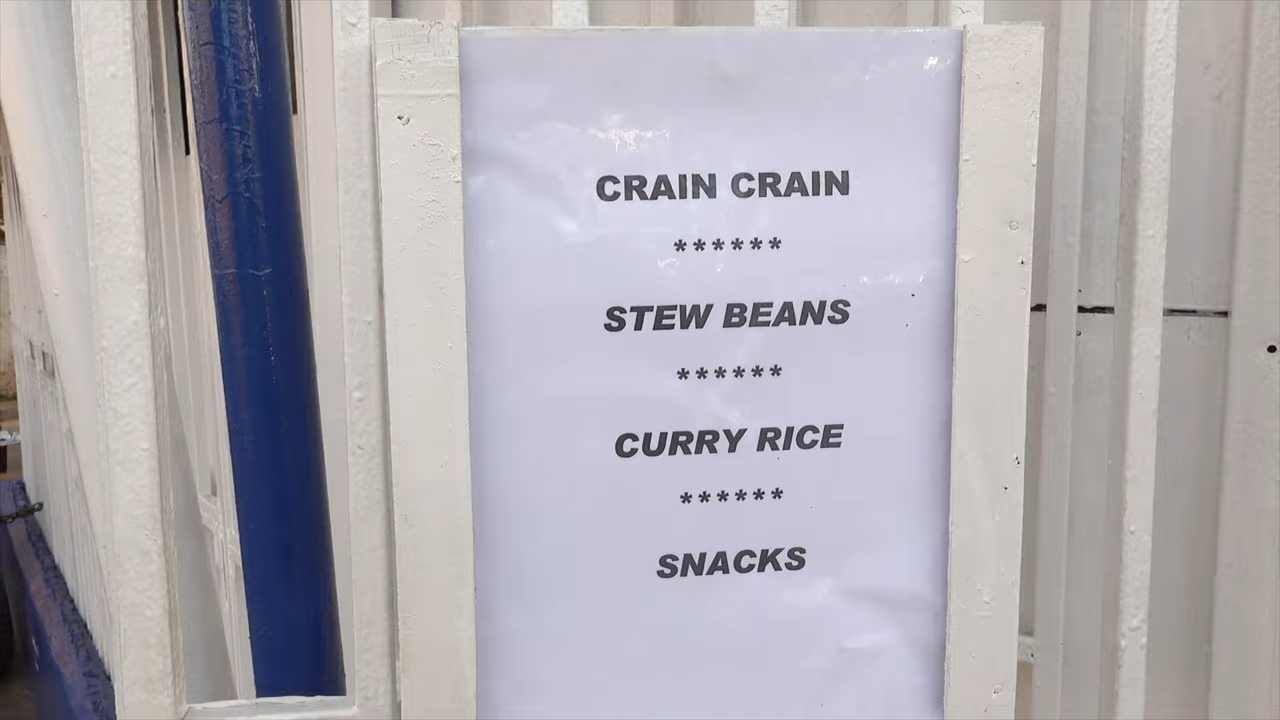 CRAIN CRAIN
******
STEW BEANS
******
CURRY RICE
******
SNACKS